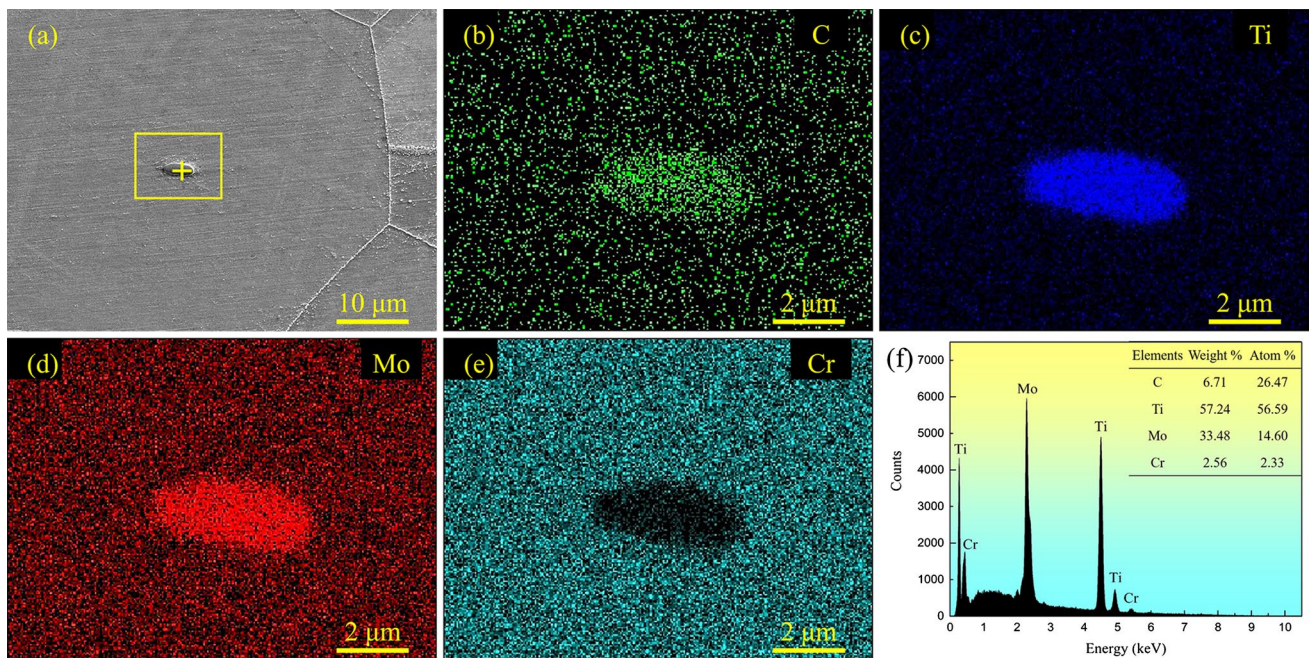 (a)
10 μm
(b)
C
2 μm
(c)
Ti
2 μm
(d)
Mo
2 μm
(e)
Cr
2 μm
(f)
Elements Weight % Atom %
C 6.71 26.47
Ti 57.24 56.59
Mo 33.48 14.60
Cr 2.56 2.33
7000
6000
5000
4000
3000
2000
1000
0
Counts
Ti
Cr
Mo
Ti
Ti
Cr
0 1 2 3 4 5 6 7 8 9 10
Energy (keV)